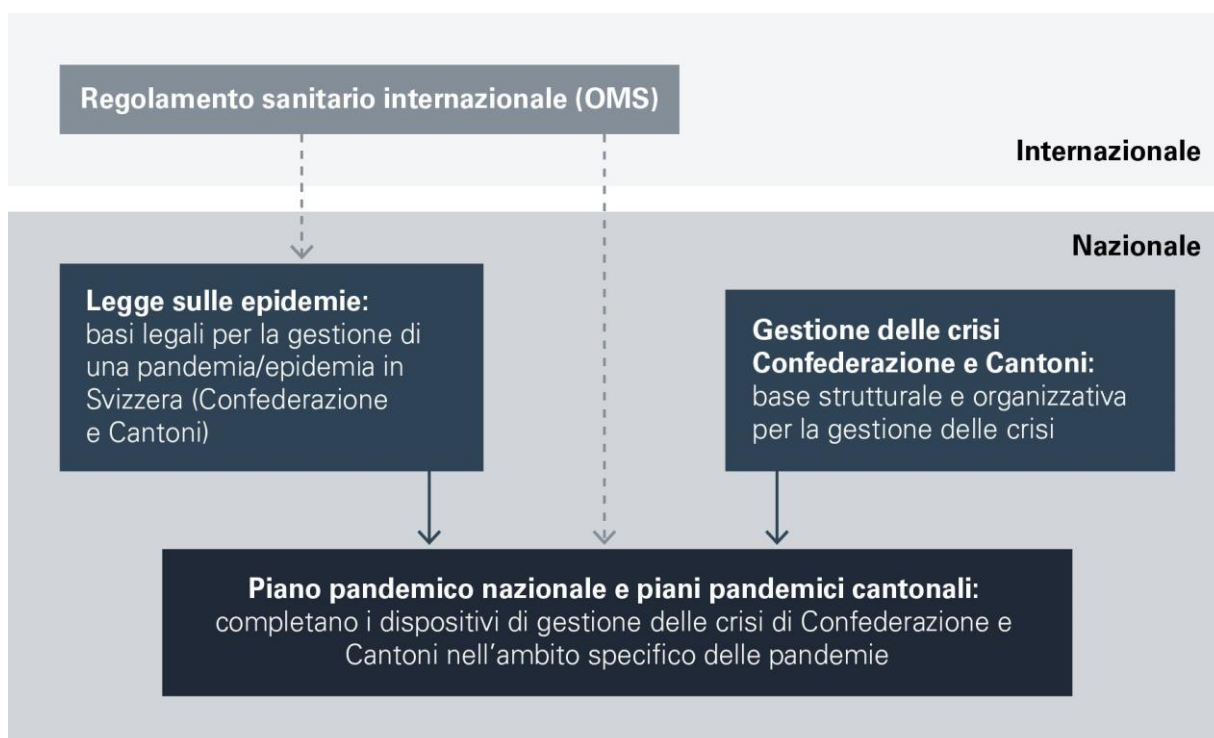 Regolamento sanitario internazionale (OMS)
Internazionale
Nazionale
Legge sulle epidemie:
basi legali per la gestione di
una pandemia/epidemia in
Svizzera (Confederazione
e Cantoni)
Gestione delle crisi
Confederazione e Cantoni:
base strutturale e organizzativa
per la gestione delle crisi
Piano pandemico nazionale e piani pandemici cantonali:
completano i dispositivi di gestione delle crisi di Confederazione e
Cantoni nell’ambito specifico delle pandemie